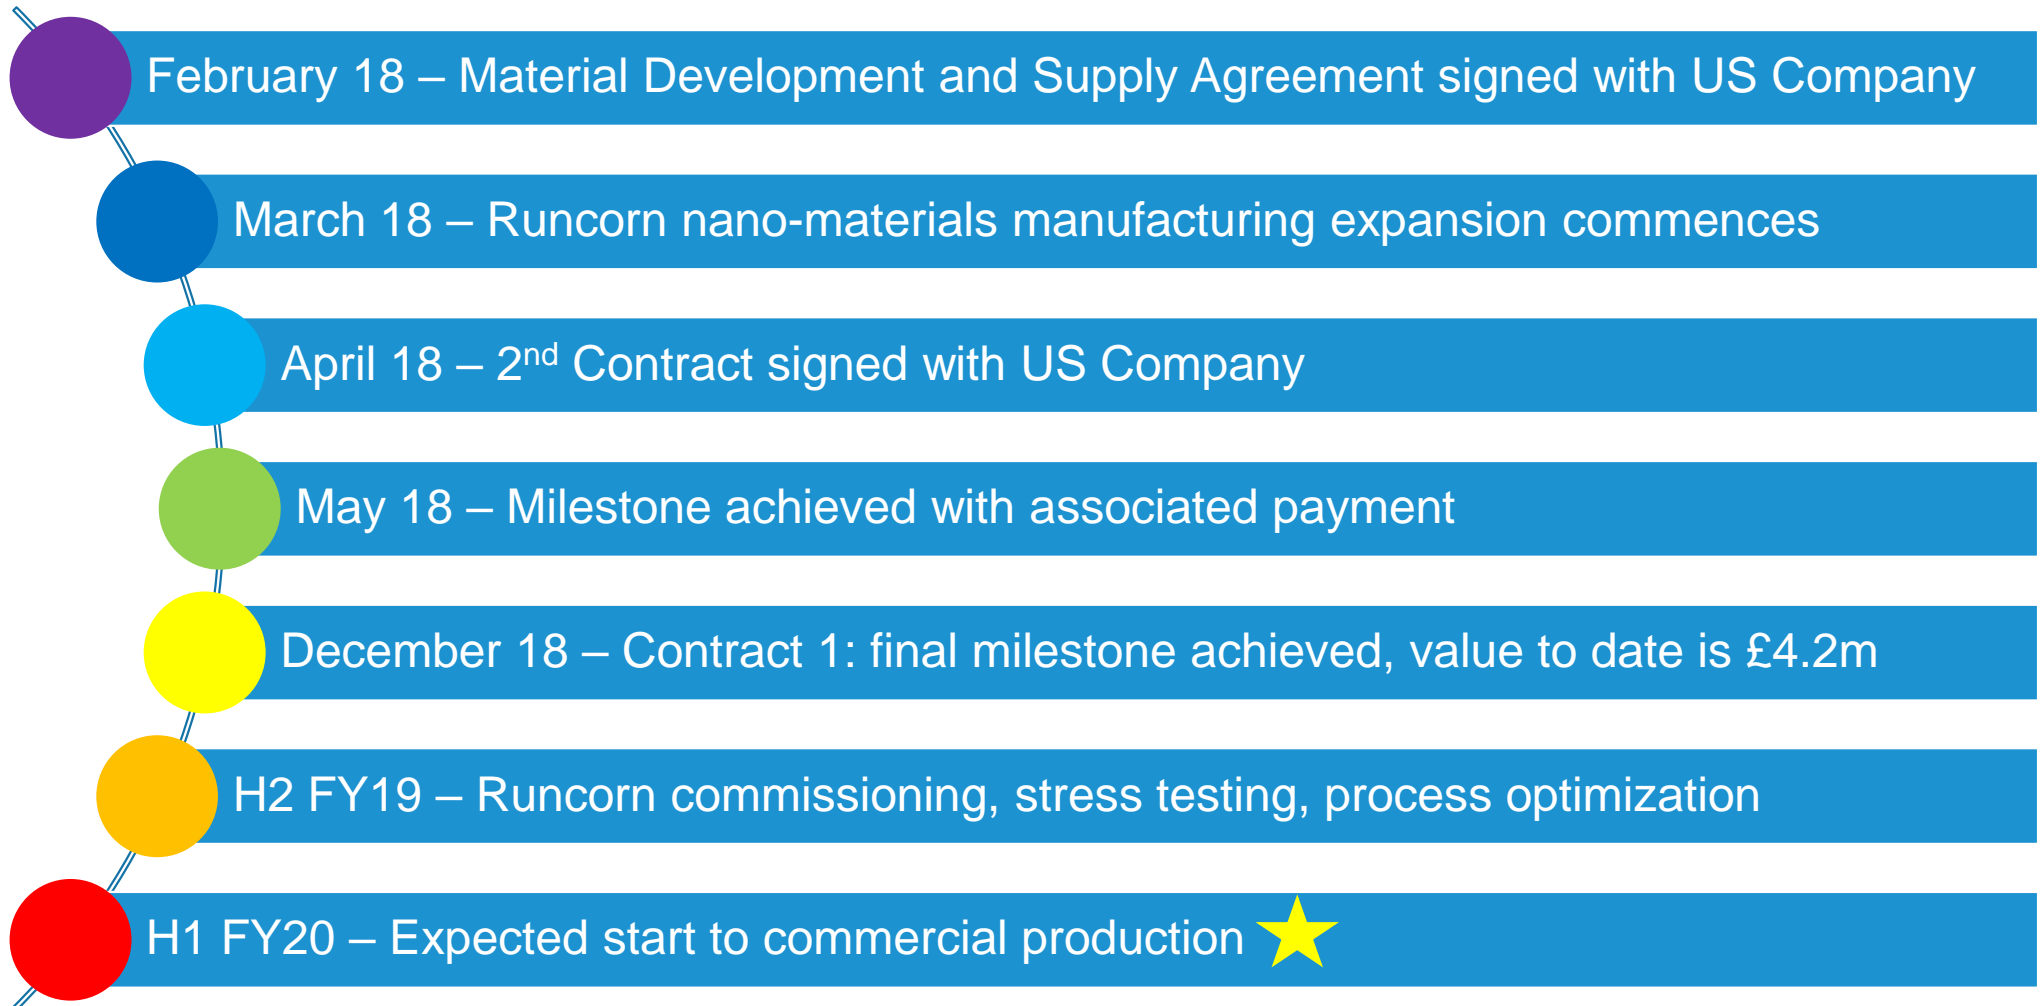 February 18 – Material Development and Supply Agreement signed with US Company
March 18 – Runcorn nano-materials manufacturing expansion commences
April 18 – 2nd Contract signed with US Company
May 18 – Milestone achieved with associated payment
December 18 – Contract 1: final milestone achieved, value to date is £4.2m
H2 FY19 – Runcorn commissioning, stress testing, process optimization
H1 FY20 – Expected start to commercial production